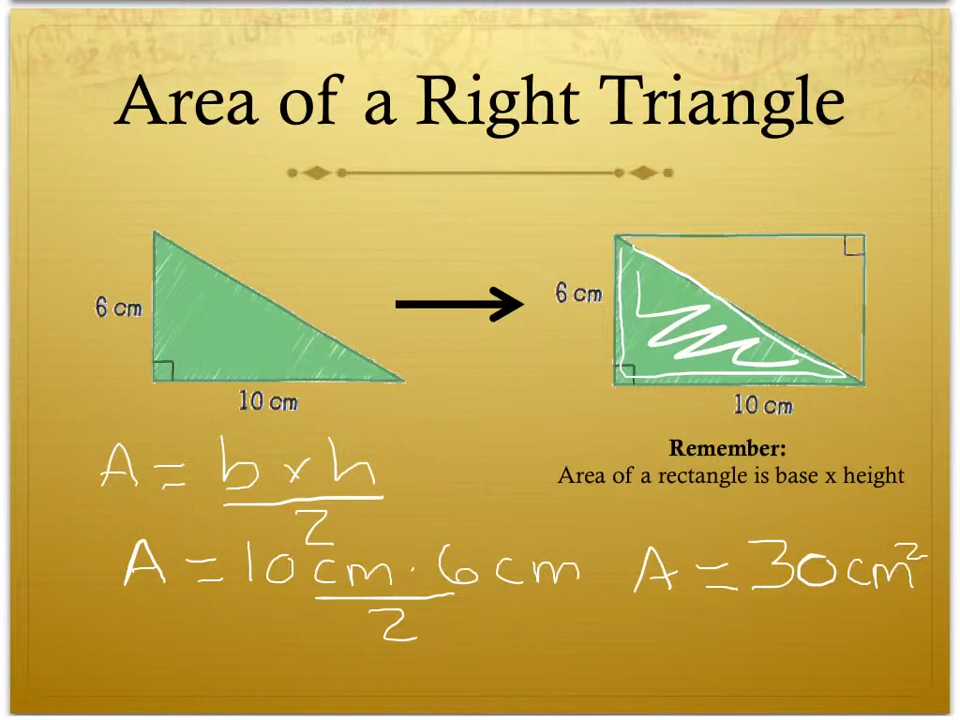 Area of a Right Triangle
6 cm
10 cm
6 cm
10 cm
Remember:
Area of a rectangle is base x height
A = b x h
2
A = 10 cm · 6 cm
2
A = 30 cm²